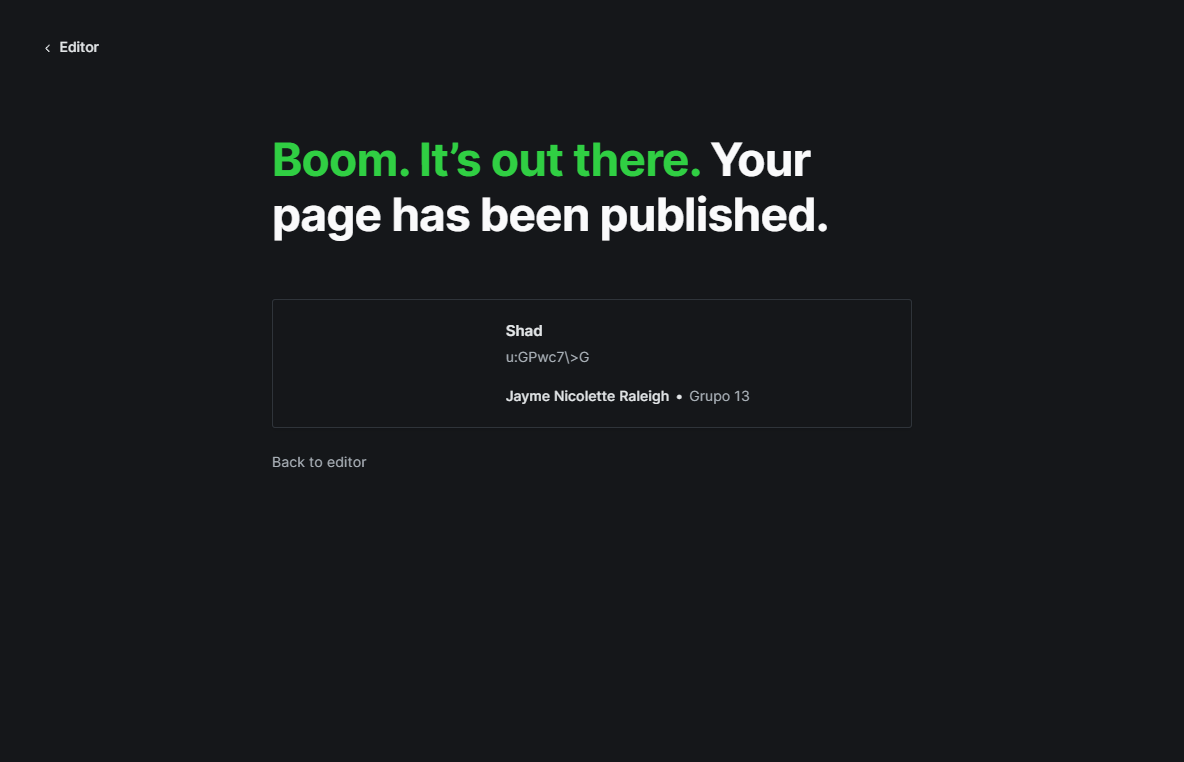 Editor
Boom. It’s out there. Your
page has been published.
Shad
u:GPwc7\>G
Jayme Nicolette Raleigh • Grupo 13
Back to editor